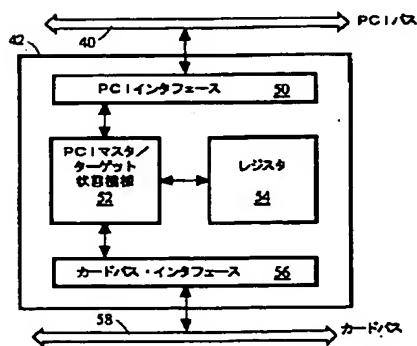 PCIバス
42
40
PCIインタフェース 50
PCIマスタ/
ターゲット
状態機械
52
レジスタ
54
カードバス・インタフェース 56
58
カードバス